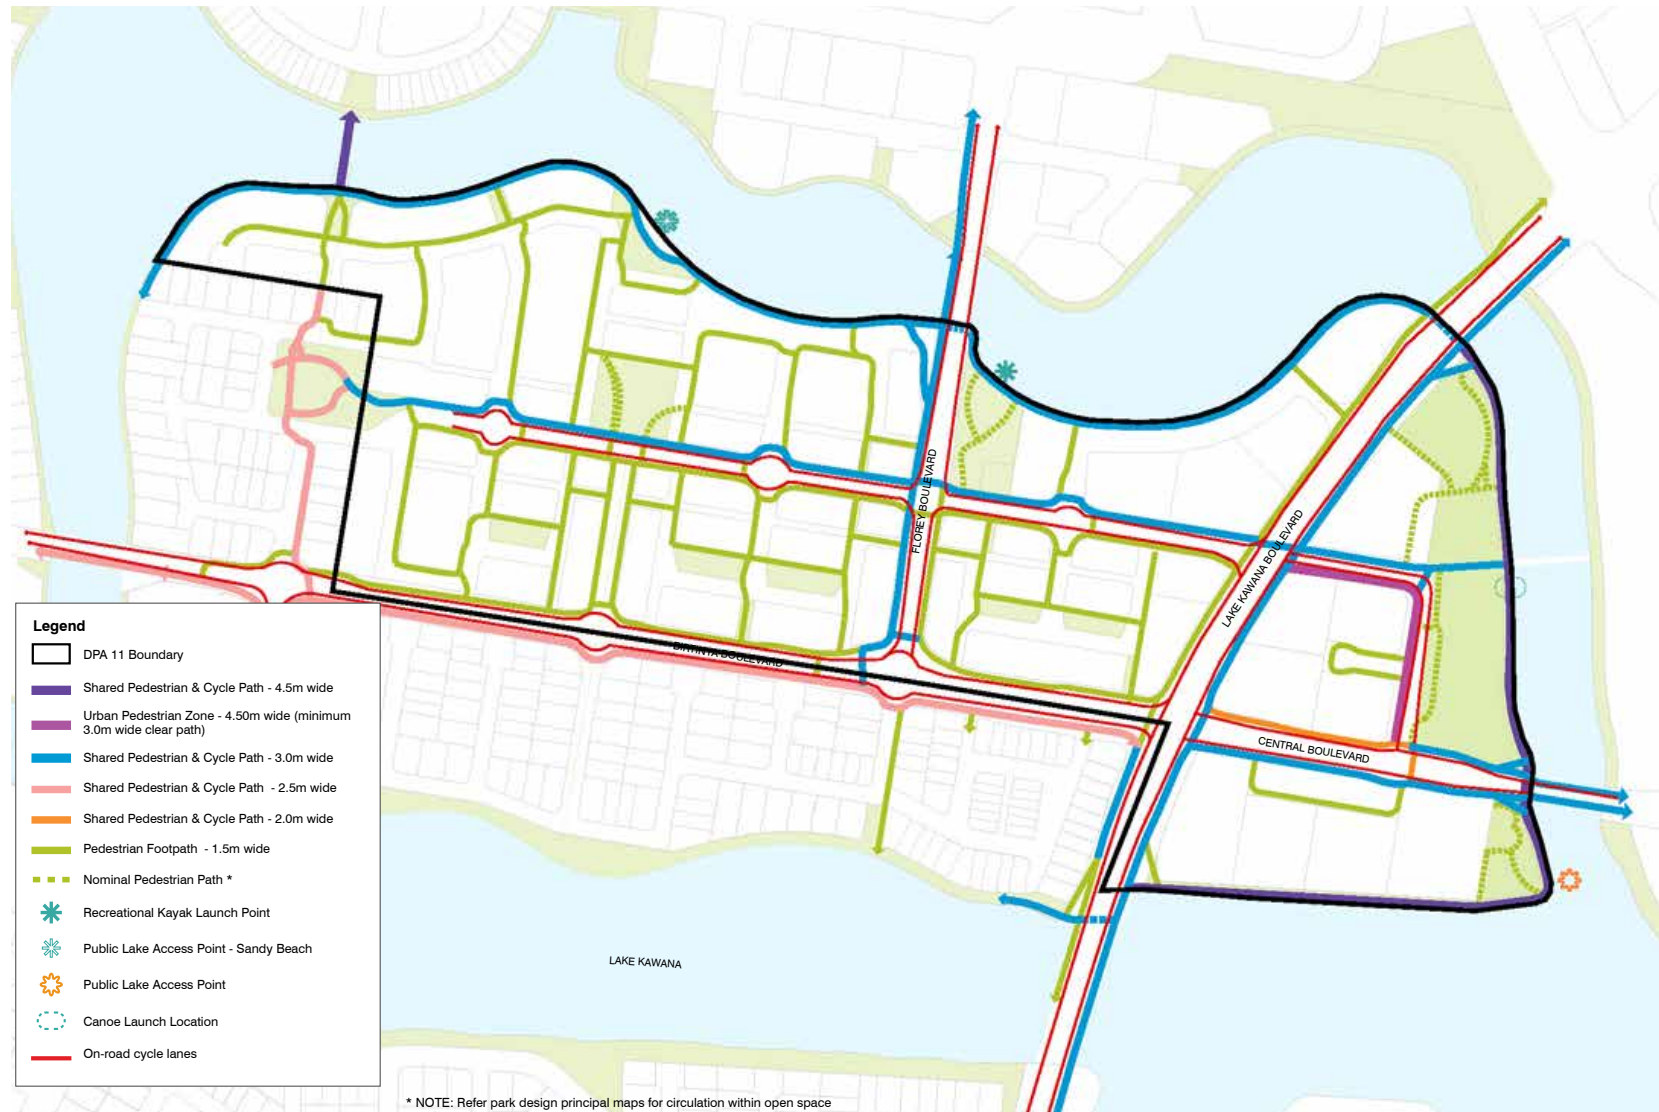 FLOREY BOULEVARD
LAKE KAWANA BOULEVARD
BIRTINYA BOULEVARD
CENTRAL BOULEVARD
LAKE KAWANA
Legend
DPA 11 Boundary
Shared Pedestrian & Cycle Path - 4.5m wide
Urban Pedestrian Zone - 4.50m wide (minimum
3.0m wide clear path)
Shared Pedestrian & Cycle Path - 3.0m wide
Shared Pedestrian & Cycle Path - 2.5m wide
Shared Pedestrian & Cycle Path - 2.0m wide
Pedestrian Footpath - 1.5m wide
Nominal Pedestrian Path *
Recreational Kayak Launch Point
Public Lake Access Point - Sandy Beach
Public Lake Access Point
Canoe Launch Location
On-road cycle lanes
* NOTE: Refer park design principal maps for circulation within open space